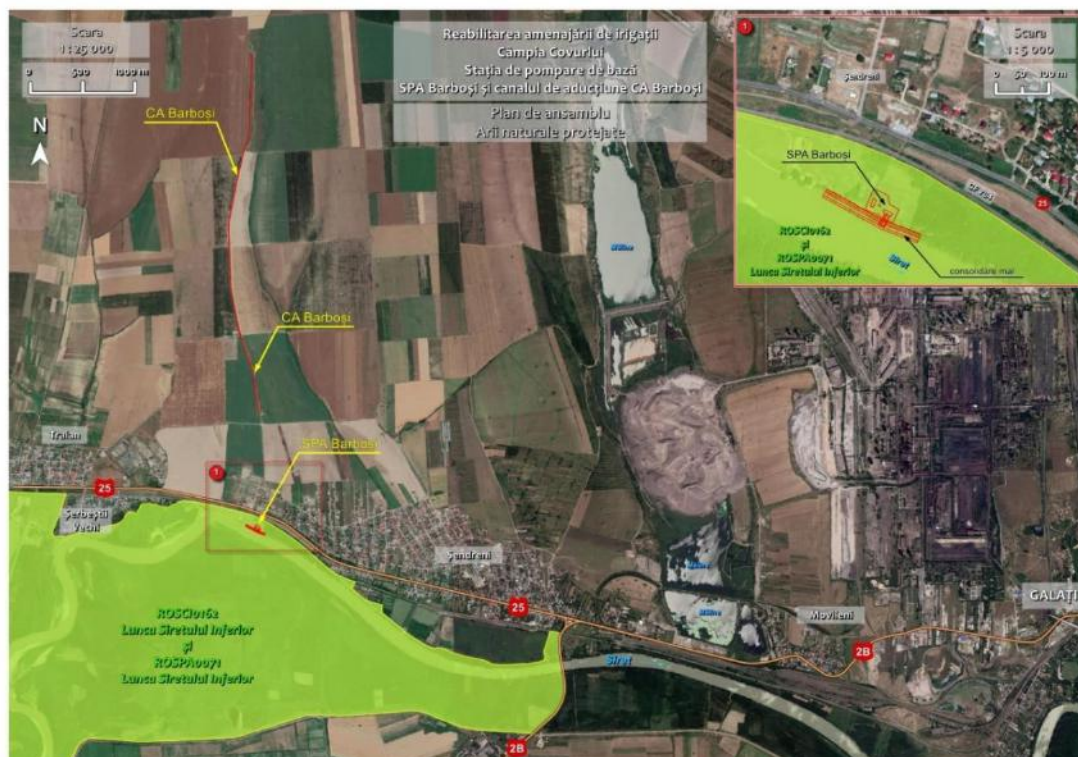 Scara
1:25 000
0 500 1000 m
N
Reabilitarea amenajării de irigații
Câmpia Covurlui
Stația de pompare de bază
SPA Barboși și canalul de aducțiune CA Barboși
Plan de ansamblu
Arii naturale protejate
1
Scara
1:5 000
0 50 100 m
Șendreni
SPA Barboși
25
ROSCI0162
și
ROSPA0071
Lunca Siretului Inferior
Siret
consolidare mal
CA Barboși
CA Barboși
SPA Barboși
1
Traian
25
Șerbeștii
Vechi
Șendreni
25
ROSCI0162
Lunca Siretului Inferior
și
ROSPA0071
Lunca Siretului Inferior
Siret
Movileni
GALAȚI
2B
2B